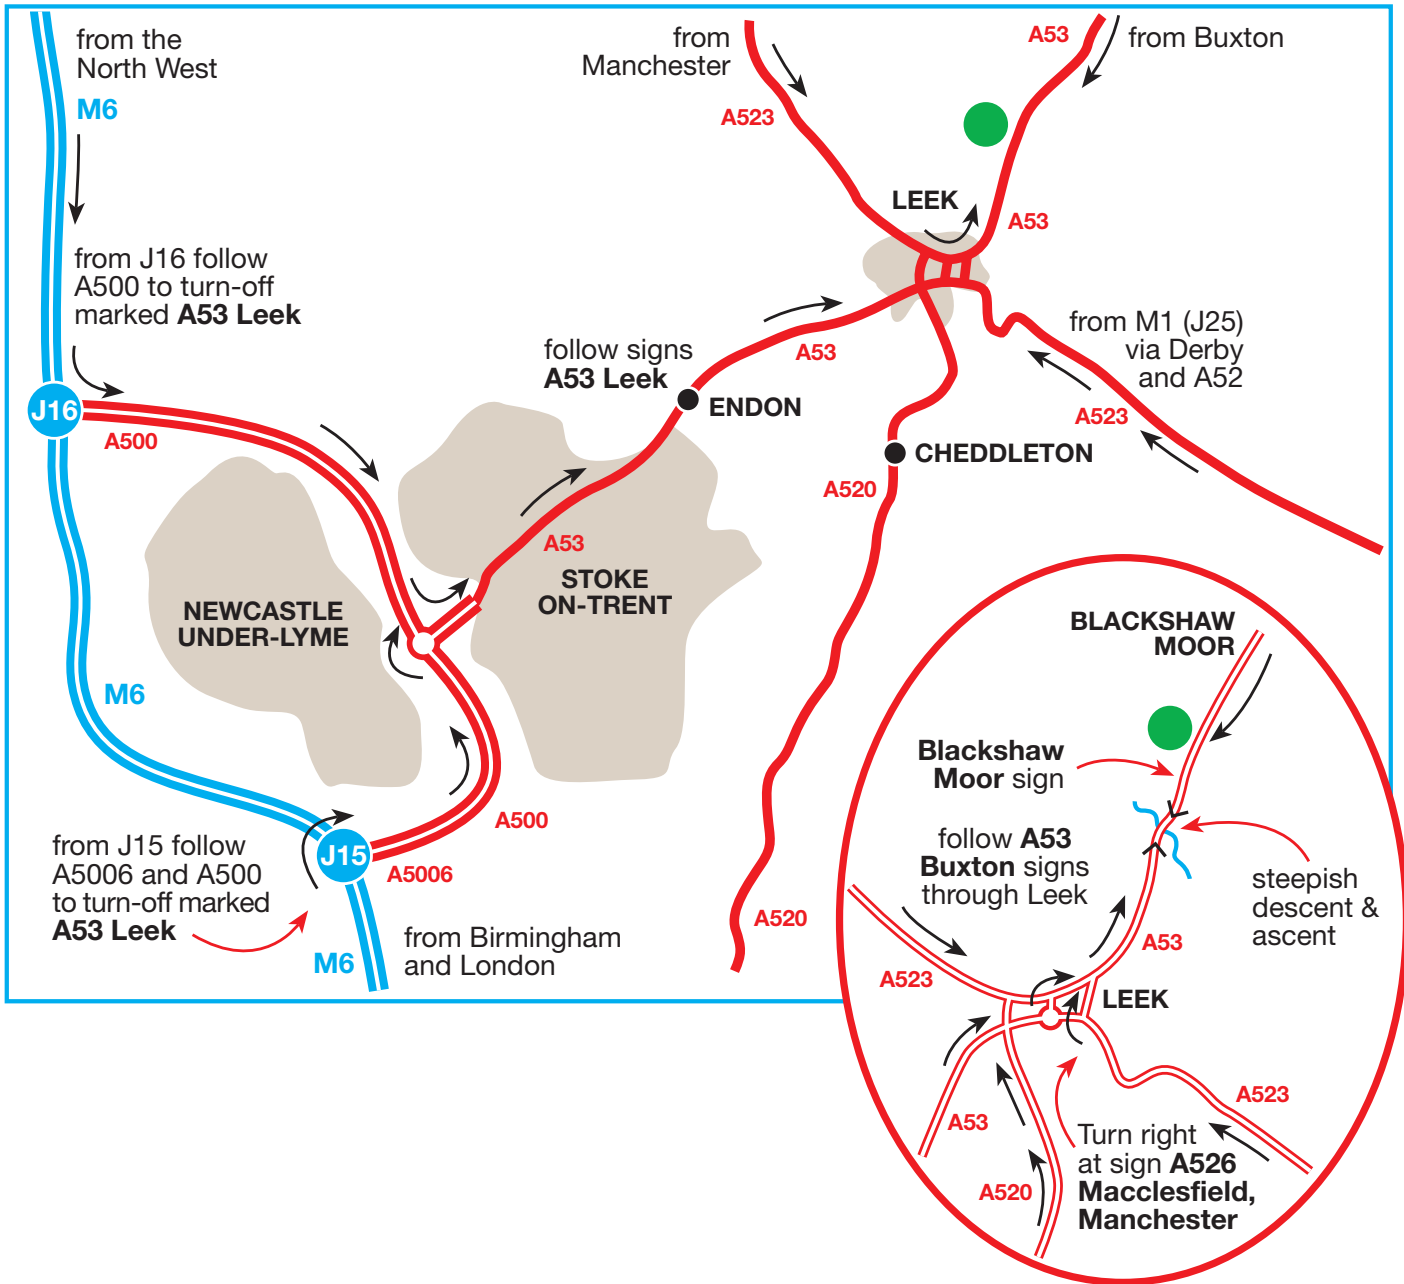 from the
North West
M6
from
Manchester
A523
A53
from Buxton
LEEK
A53
from J16 follow
A500 to turn-off
marked A53 Leek
J16
A500
follow signs
A53 Leek
A53
ENDON
from M1 (J25)
via Derby
and A52
A523
CHEDDLETON
A520
A53
STOKE
ON-TRENT
NEWCASTLE
UNDER-LYME
M6
A500
from J15 follow
A5006 and A500
to turn-off marked
A53 Leek
J15
A5006
M6
from Birmingham
and London
A520
BLACKSHAW
MOOR
Blackshaw
Moor sign
follow A53
Buxton signs
through Leek
steepish
descent &
ascent
A53
A523
LEEK
A53
A523
A520
Turn right
at sign A526
Macclesfield,
Manchester